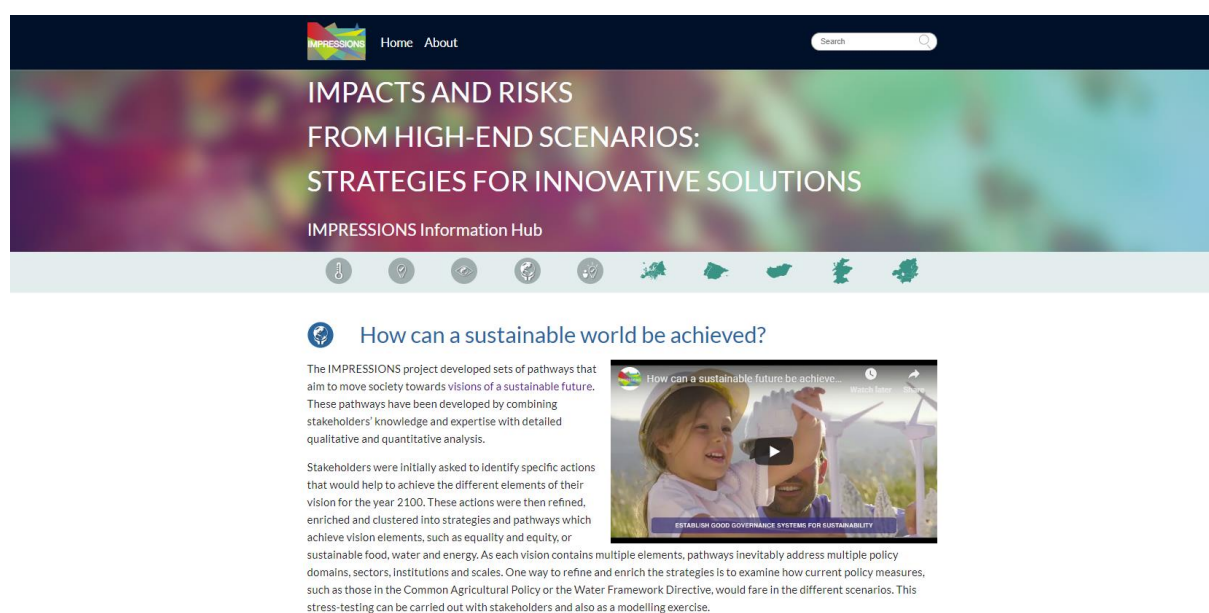 IMPRESSIONS
Home About
Search
IMPACTS AND RISKS
FROM HIGH-END SCENARIOS:
STRATEGIES FOR INNOVATIVE SOLUTIONS
IMPRESSIONS Information Hub
How can a sustainable world be achieved?
The IMPRESSIONS project developed sets of pathways that
aim to move society towards visions of a sustainable future.
These pathways have been developed by combining
stakeholders' knowledge and expertise with detailed
qualitative and quantitative analysis.
How can a sustainable future be achieve...
Watch later
Share
ESTABLISH GOOD GOVERNANCE SYSTEMS FOR SUSTAINABILITY
Stakeholders were initially asked to identify specific actions
that would help to achieve the different elements of their
vision for the year 2100. These actions were then refined,
enriched and clustered into strategies and pathways which
achieve vision elements, such as equality and equity, or
sustainable food, water and energy. As each vision contains multiple elements, pathways inevitably address multiple policy
domains, sectors, institutions and scales. One way to refine and enrich the strategies is to examine how current policy measures,
such as those in the Common Agricultural Policy or the Water Framework Directive, would fare in the different scenarios. This
stress-testing can be carried out with stakeholders and also as a modelling exercise.